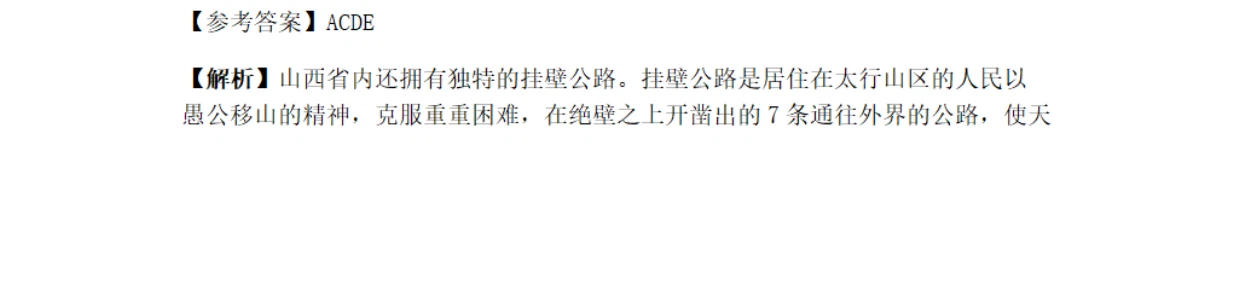 【参考答案】ACDE
【解析】山西省内还拥有独特的挂壁公路。挂壁公路是居住在太行山区的人民以
愚公移山的精神，克服重重困难，在绝壁之上开凿出的 7 条通往外界的公路，使天